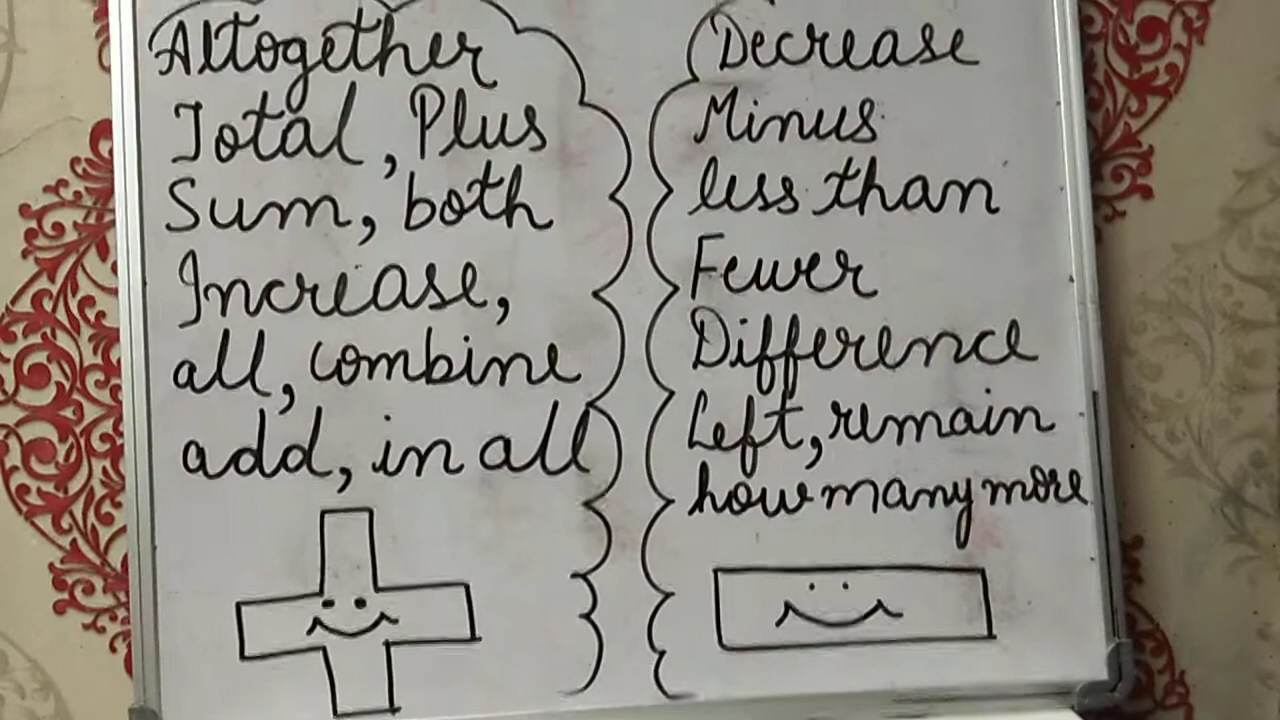 Altogether
Total, Plus
Sum, both
Increase,
all, combine
add, in all
Decrease
Minus
less than
Fewer
Difference
Left, remain
how many more